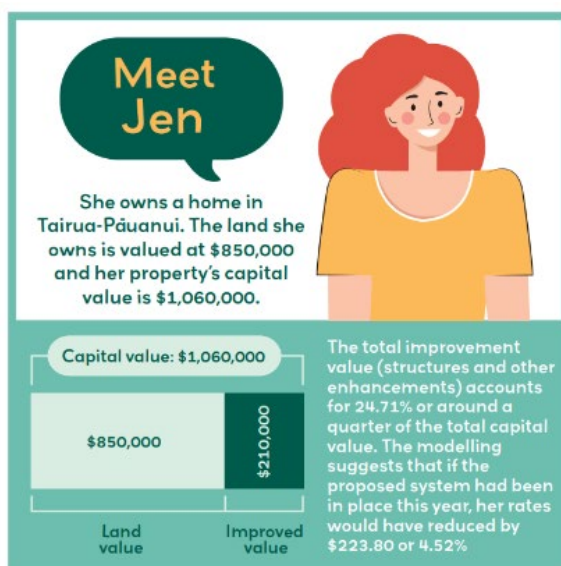 Meet
Jen
She owns a home in
Tairua-Pāuanui. The land she
owns is valued at $850,000
and her property's capital
value is $1,060,000.
Capital value: $1,060,000
$850,000
$210,000
Land
value
Improved
value
The total improvement
value (structures and other
enhancements) accounts
for 24.71% or around a
quarter of the total capital
value. The modelling
suggests that if the
proposed system had been
in place this year, her rates
would have reduced by
$223.80 or 4.52%